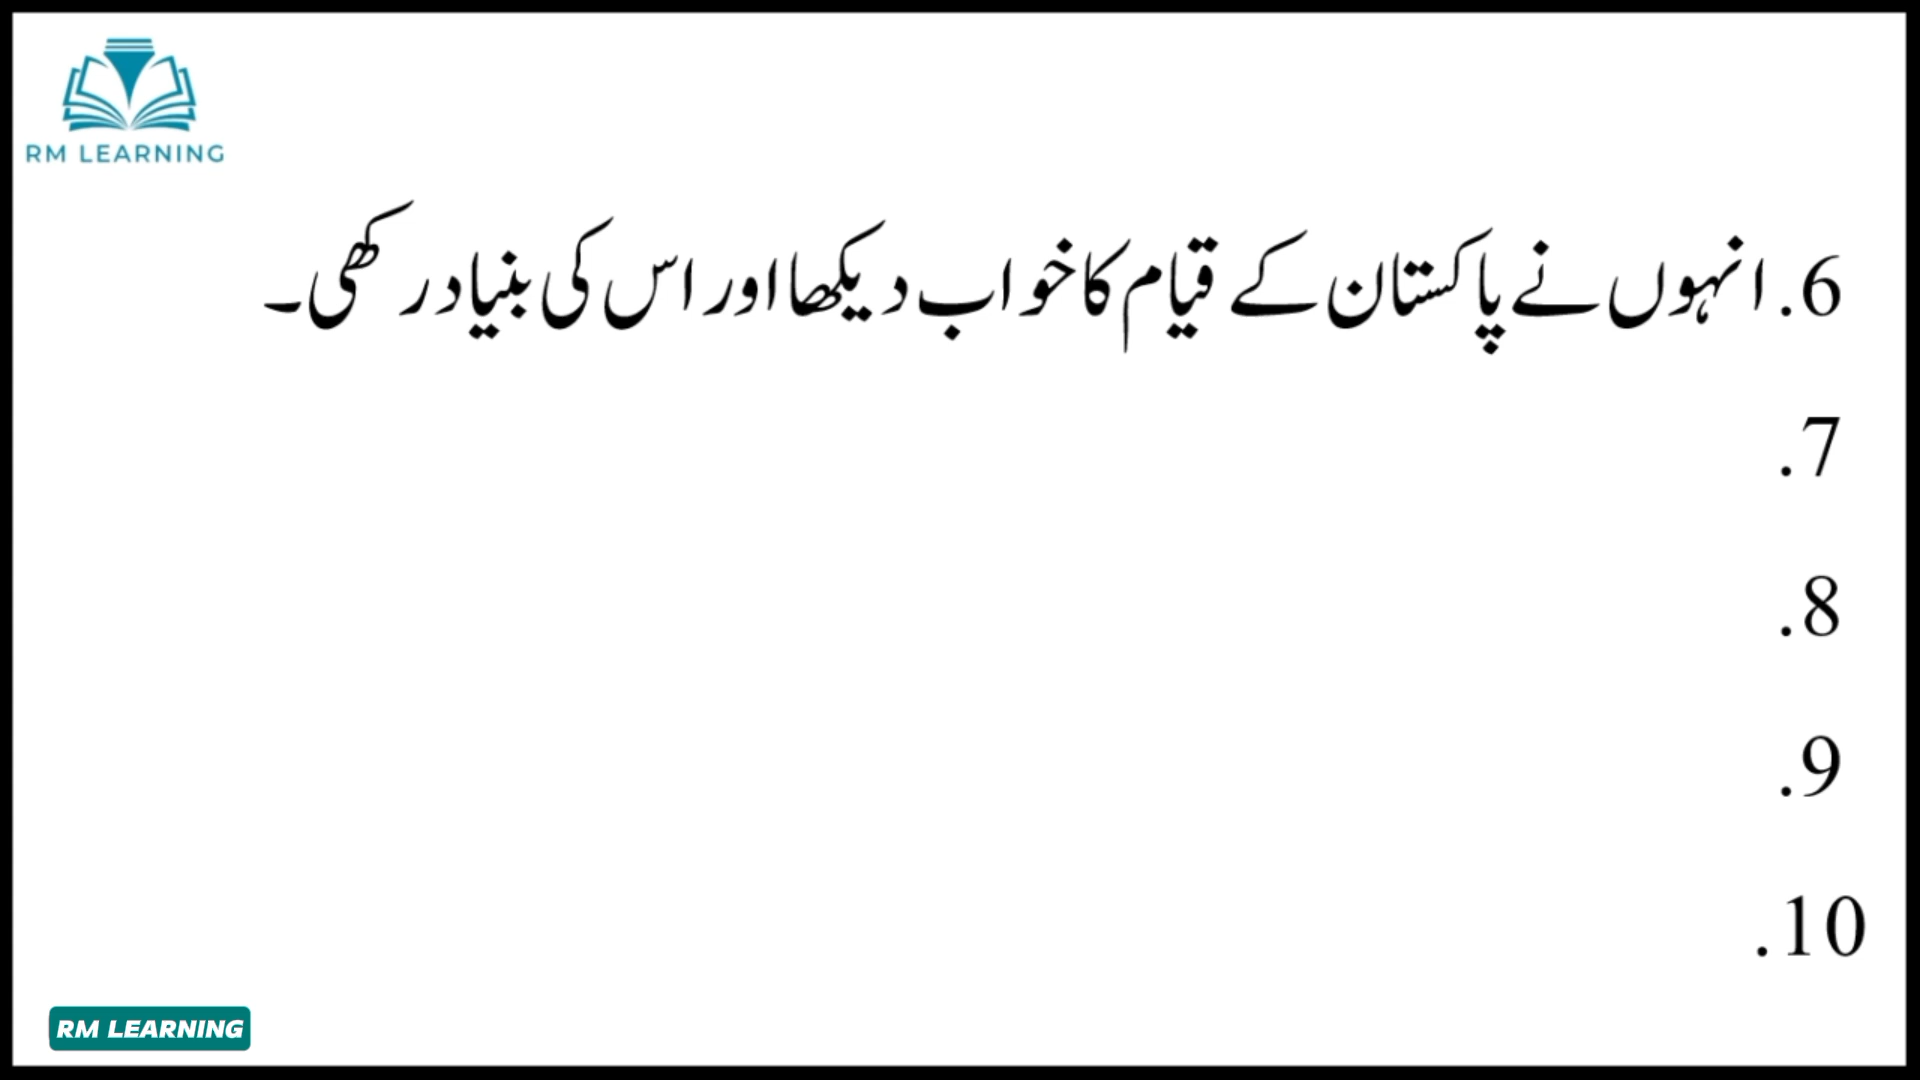 RM LEARNING
6. انہوں نے پاکستان کے قیام کا خواب دیکھا اور اس کی بنیاد رکھی۔
7.
8.
9.
10.
RM LEARNING